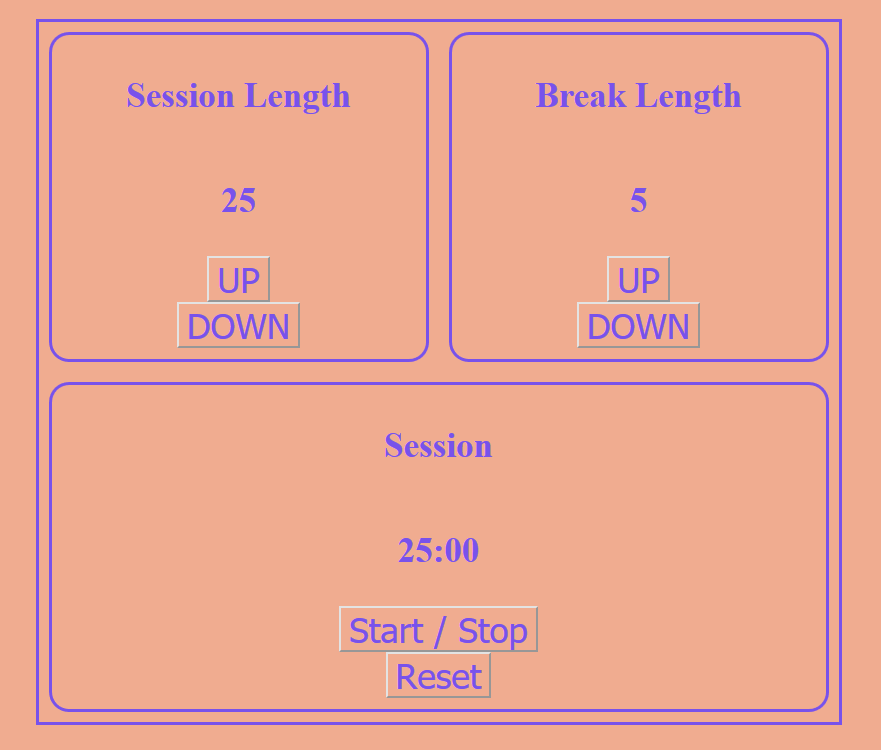 Session Length
25
UP
DOWN
Break Length
5
UP
DOWN
Session
25:00
Start / Stop
Reset